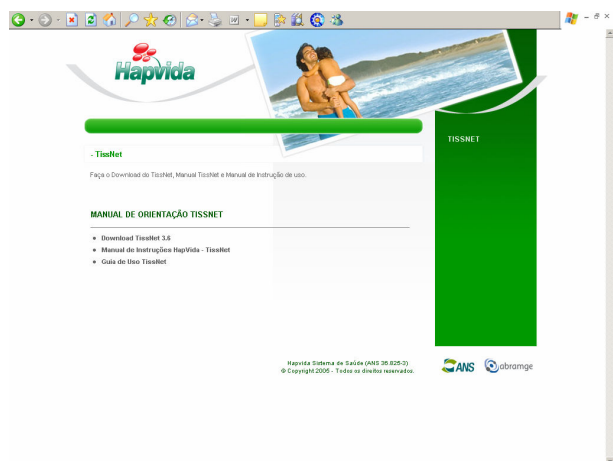 Hapvida
TISSNET
- TissNet
Faça o Download do TissNet, Manual TissNet e Manual de Instrução de uso.
MANUAL DE ORIENTAÇÃO TISSNET
Download TissNet 3.6
Manual de Instruções HapVida - TissNet
Guia de Uso TissNet
Hapvida Sistema de Saúde (ANS 36.825-3)
© Copyright 2006 - Todos os direitos reservados.
ANS
abramge